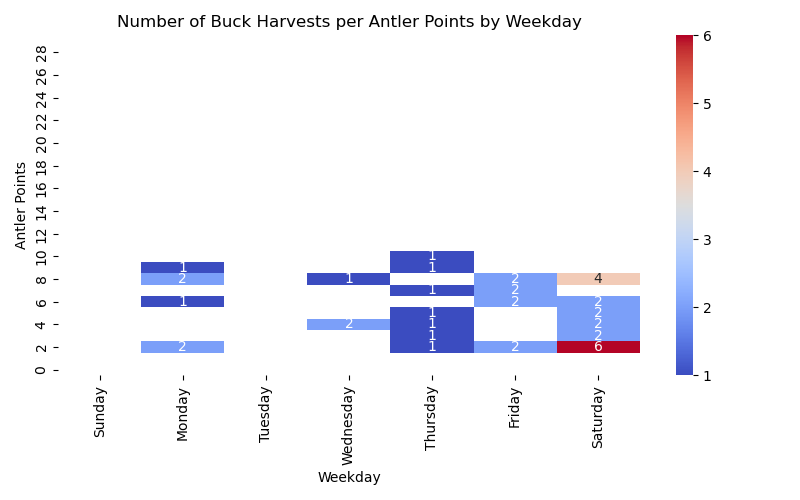 Number of Buck Harvests per Antler Points by Weekday
Antler Points
28
26
24
22
20
18
16
14
12
10
8
6
4
2
0
1
1 1
2 1 2 4
1 2
1 2 2
1 2
2 1 2
1 2
2 1 2 6
Sunday
Monday
Tuesday
Wednesday
Thursday
Friday
Saturday
Weekday
6
5
4
3
2
1